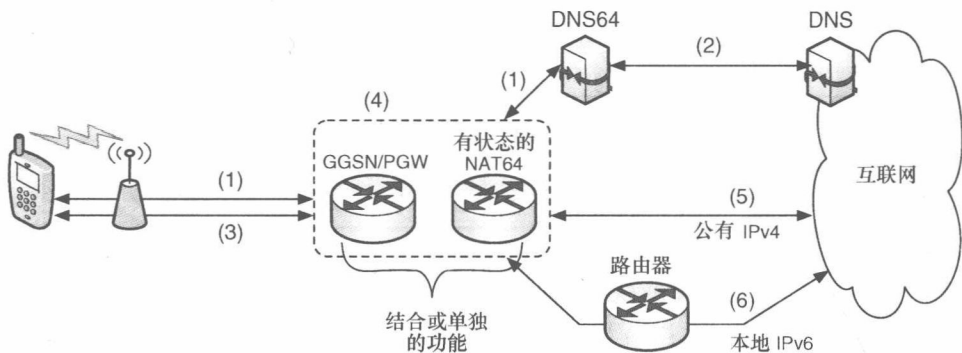 DNS64
DNS
(2)
(1)
(4)
有状态的
NAT64
GGSN/PGW
互联网
(1)
(3)
(5)
公有 IPv4
路由器
(6)
结合或单独
的功能
本地 IPv6